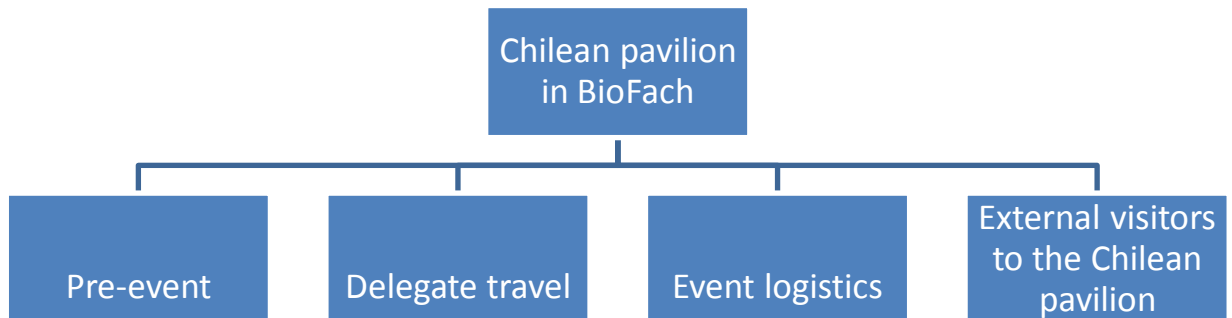 Chilean pavilion
in BioFach
Pre-event
Delegate travel
Event logistics
External visitors
to the Chilean
pavilion